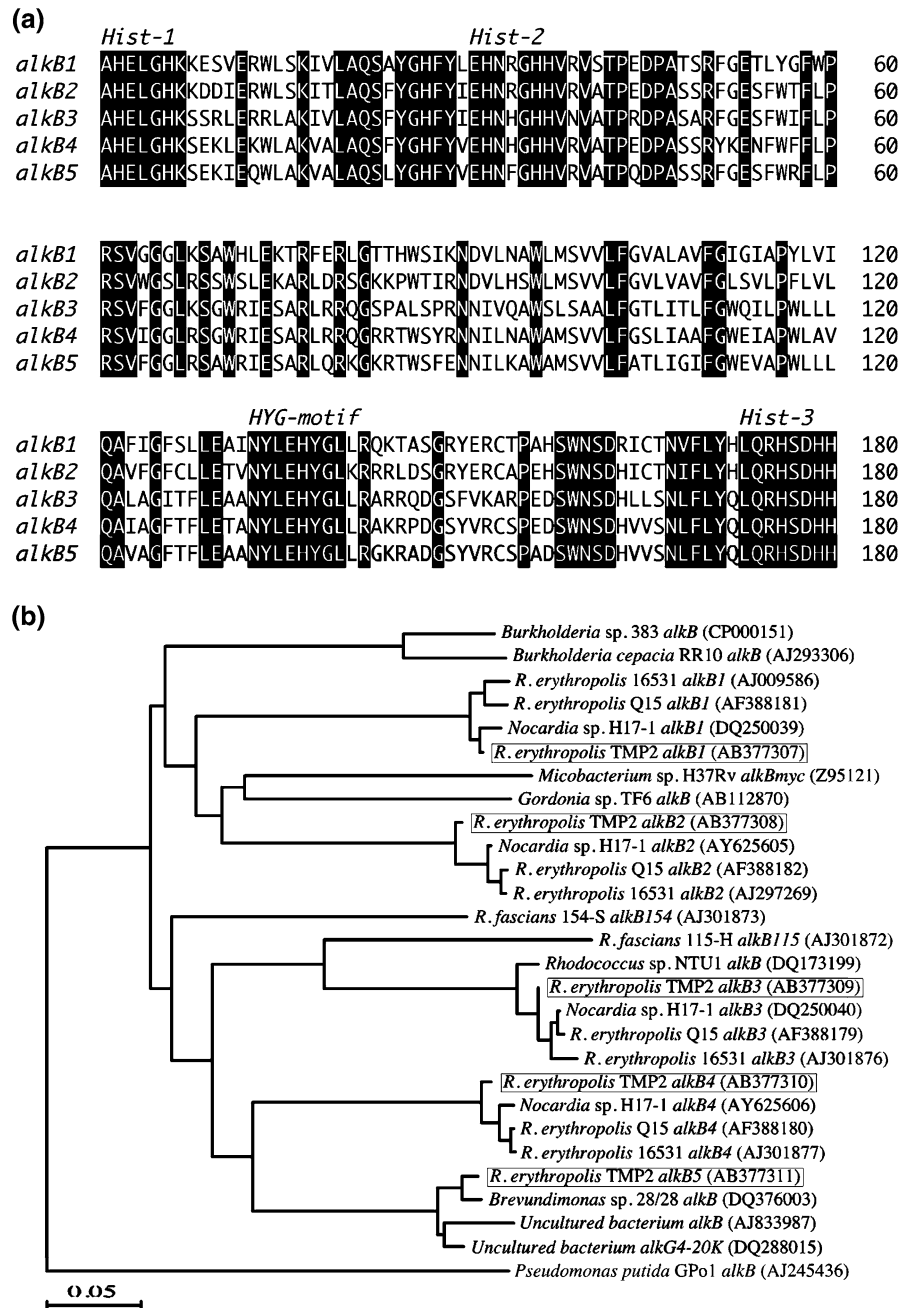 (a)
Hist-1 Hist-2
alkB1 AHELGHKKESVERWLSKIVLAQSAYGHFYLEHNRGHHVRVSTPEDPATSRFGETLYGFWP 60
alkB2 AHELGHKKDDIERWLSKITLAQSFYGHFYIEHNRGHHVRVATPEDPASSRFGESFWTFLP 60
alkB3 AHELGHKSSRLERRLAKIVLAQSFYGHFYIEHNHGHHVNVATPRDPASARFGESFWIFLP 60
alkB4 AHELGHKSEKLEKWLAKVALAQSFYGHFYVEHNHGHHVRVATPEDPASSRYKENFWFFLP 60
alkB5 AHELGHKSEKIEQWLAKVALAQSLYGHFYVEHNFGHHVRVATPQDPASSRFGESFWRFLP 60
alkB1 RSVGGGLKSAWHLEKTRFERLGTTHWSIKNDVLNAWLMSVVLFGVALAVFGIGIAPYLVI 120
alkB2 RSVWGSLRSSWSLEKARLDRSGKKPWTIRNDVLHSWLMSVVLFGVLVAVFGLSVLPFLVL 120
alkB3 RSVFGGLKSGWRIESARLRRQGSPALSPRNNIVQAWSLSAALFGTLITLFGWQILPWLLL 120
alkB4 RSVIGGLRSGWRIESARLRRQGRRTWSYRNNILNAWAMSVVLFGSLIAAFGWEIAPWLAV 120
alkB5 RSVFGGLRSAWRIESARLQRKGKRTWSFENNILKAWAMSVVLFATLIGIFGWEVAPWLLL 120
HYG-motif Hist-3
alkB1 QAFIGFSLLEAINYLEHYGLLRQKTASGRYERCTPAHSWNSDRICTNVFLYHLQRHSDHH 180
alkB2 QAVFGFCLLETVNYLEHYGLKRRRLDSGRYERCAPEHSWNSDHICTNIFLYHLQRHSDHH 180
alkB3 QALAGITFLEAANYLEHYGLLRARRQDGSFVKARPEDSWNSDHLLSNLFLYQLQRHSDHH 180
alkB4 QAIAGFTFLETANYLEHYGLLRAKRPDGSYVRCSPEDSWNSDHVVSNLFLYQLQRHSDHH 180
alkB5 QAVAGFTFLEAANYLEHYGLLRGKRADGSYVRCSPADSWNSDHVVSNLFLYQLQRHSDHH 180
(b)
Burkholderia sp. 383 alkB (CP000151)
Burkholderia cepacia RR10 alkB (AJ293306)
R. erythropolis 16531 alkB1 (AJ009586)
R. erythropolis Q15 alkB1 (AF388181)
Nocardia sp. H17-1 alkB1 (DQ250039)
R. erythropolis TMP2 alkB1 (AB377307)
Micobacterium sp. H37Rv alkBmyc (Z95121)
Gordonia sp. TF6 alkB (AB112870)
R. erythropolis TMP2 alkB2 (AB377308)
Nocardia sp. H17-1 alkB2 (AY625605)
R. erythropolis Q15 alkB2 (AF388182)
R. erythropolis 16531 alkB2 (AJ297269)
R. fascians 154-S alkB154 (AJ301873)
R. fascians 115-H alkB115 (AJ301872)
Rhodococcus sp. NTU1 alkB (DQ173199)
R. erythropolis TMP2 alkB3 (AB377309)
Nocardia sp. H17-1 alkB3 (DQ250040)
R. erythropolis Q15 alkB3 (AF388179)
R. erythropolis 16531 alkB3 (AJ301876)
R. erythropolis TMP2 alkB4 (AB377310)
Nocardia sp. H17-1 alkB4 (AY625606)
R. erythropolis Q15 alkB4 (AF388180)
R. erythropolis 16531 alkB4 (AJ301877)
R. erythropolis TMP2 alkB5 (AB377311)
Brevundimonas sp. 28/28 alkB (DQ376003)
Uncultured bacterium alkB (AJ833987)
Uncultured bacterium alkG4-20K (DQ288015)
Pseudomonas putida GPo1 alkB (AJ245436)
0.05